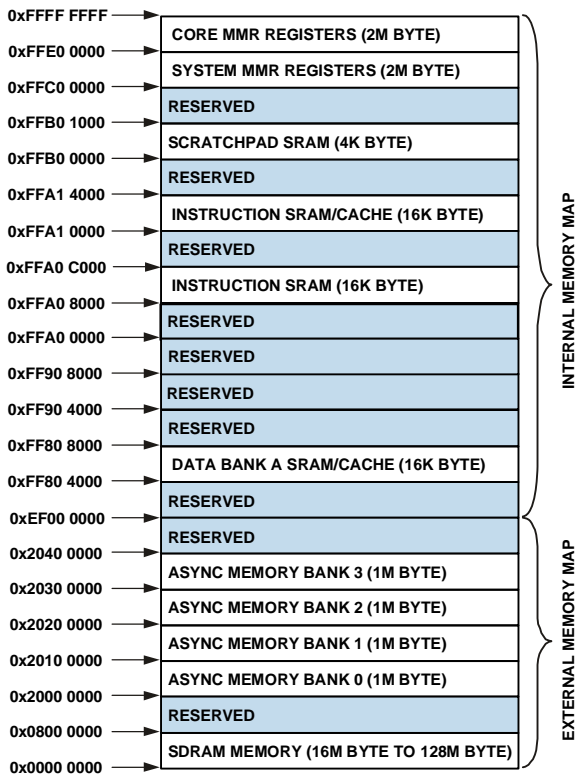 0xFFFF FFFF
CORE MMR REGISTERS (2M BYTE)
0xFFE0 0000
SYSTEM MMR REGISTERS (2M BYTE)
0xFFC0 0000
RESERVED
0xFFB0 1000
SCRATCHPAD SRAM (4K BYTE)
0xFFB0 0000
RESERVED
0xFFA1 4000
INSTRUCTION SRAM/CACHE (16K BYTE)
0xFFA1 0000
RESERVED
0xFFA0 C000
INSTRUCTION SRAM (16K BYTE)
0xFFA0 8000
RESERVED
0xFFA0 0000
RESERVED
0xFF90 8000
RESERVED
0xFF90 4000
RESERVED
0xFF80 8000
DATA BANK A SRAM/CACHE (16K BYTE)
0xFF80 4000
RESERVED
0xEF00 0000
RESERVED
0x2040 0000
ASYNC MEMORY BANK 3 (1M BYTE)
0x2030 0000
ASYNC MEMORY BANK 2 (1M BYTE)
0x2020 0000
ASYNC MEMORY BANK 1 (1M BYTE)
0x2010 0000
ASYNC MEMORY BANK 0 (1M BYTE)
0x2000 0000
RESERVED
0x0800 0000
SDRAM MEMORY (16M BYTE TO 128M BYTE)
0x0000 0000
INTERNAL MEMORY MAP
EXTERNAL MEMORY MAP